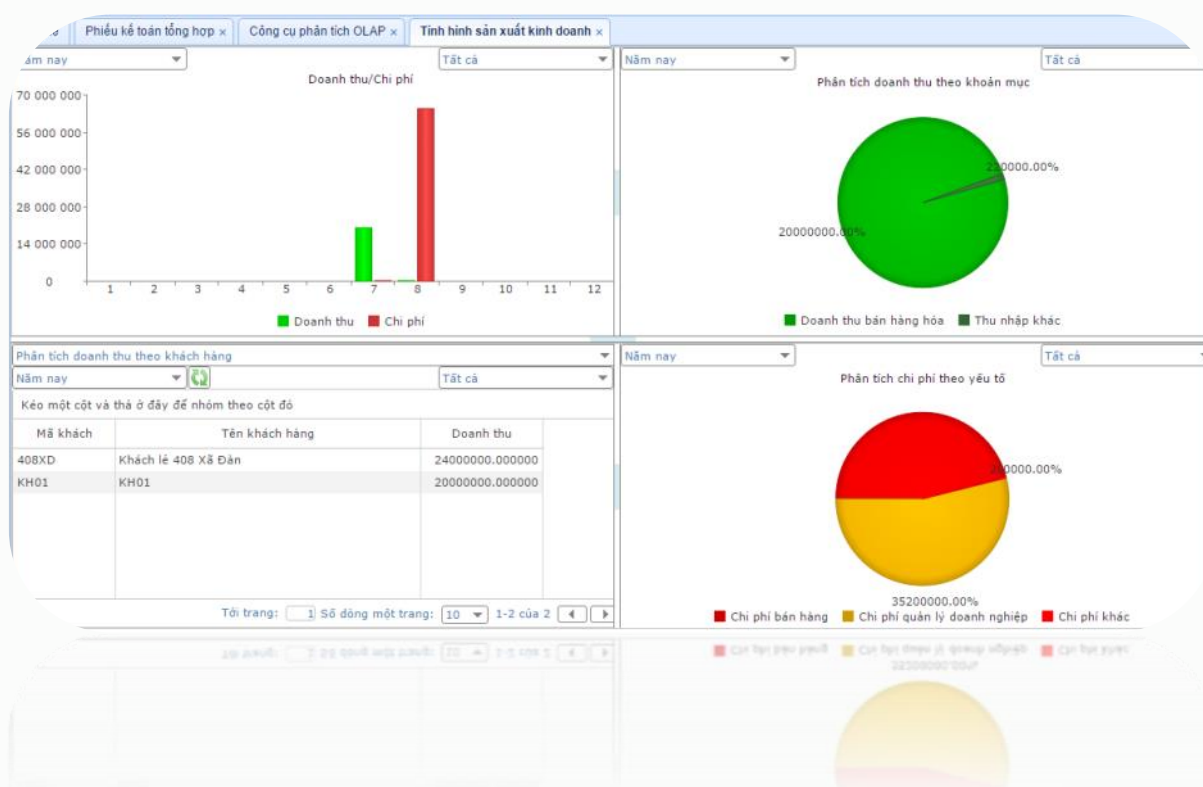 Phiếu kế toán tổng hợp × Công cụ phân tích OLAP × Tình hình sản xuất kinh doanh ×
nay Tất cả
Doanh thu/Chi phí
70 000 000
56 000 000
42 000 000
28 000 000
14 000 000
0
1 2 3 4 5 6 7 8 9 10 11 12
Doanh thu Chi phí
Năm nay Tất cả
Phân tích doanh thu theo khoản mục
220000.00%
20000000.00%
Doanh thu bán hàng hóa Thu nhập khác
Phân tích doanh thu theo khách hàng
Năm nay Tất cả
Kéo một cột và thả ở đây để nhóm theo cột đó
Mã khách Tên khách hàng Doanh thu
408XD Khách lẻ 408 Xã Đàn 24000000.000000
KH01 KH01 20000000.000000
Tới trang: 1 Số dòng một trang: 10 1-2 của 2
Năm nay Tất cả
Phân tích chi phí theo yếu tố
35200000.00%
Chi phí bán hàng Chi phí quản lý doanh nghiệp Chi phí khác